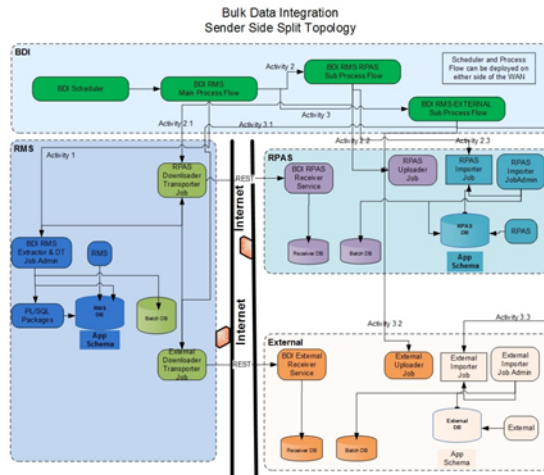 Bulk Data Integration
Sender Side Split Topology
BDI
BDI Scheduler
BDI RMS
Main Process Flow
Activity 2
BDI RMS-RPAS
Sub Process Flow
Activity 3
BDI RMS-EXTERNAL
Sub Process Flow
Scheduler and Process
Flow can be deployed on
either side of the WAN
Activity 2.1
Activity 3.1
Activity 2.2
Activity 2.3
RMS
Activity 1
RPAS
Downloader
Transporter
Job
BDI RMS
Extractor & DT
Job Admin
RMS
PL/SQL
Packages
RMS
DB
App
Schema
Batch DB
External
Downloader
Transporter
Job
Internet
Internet
REST
REST
RPAS
BDI RPAS
Receiver
Service
RPAS
Uploader
Job
RPAS
Importer
Job
RPAS
Importer
JobAdmin
Receiver DB
Batch DB
RPAS
DB
RPAS
App
Schema
Activity 3.2
Activity 3.3
External
BDI External
Receiver
Service
External
Uploader
Job
External
Importer
Job
External
Importer
Job Admin
Receiver DB
Batch DB
External
DB
External
App
Schema